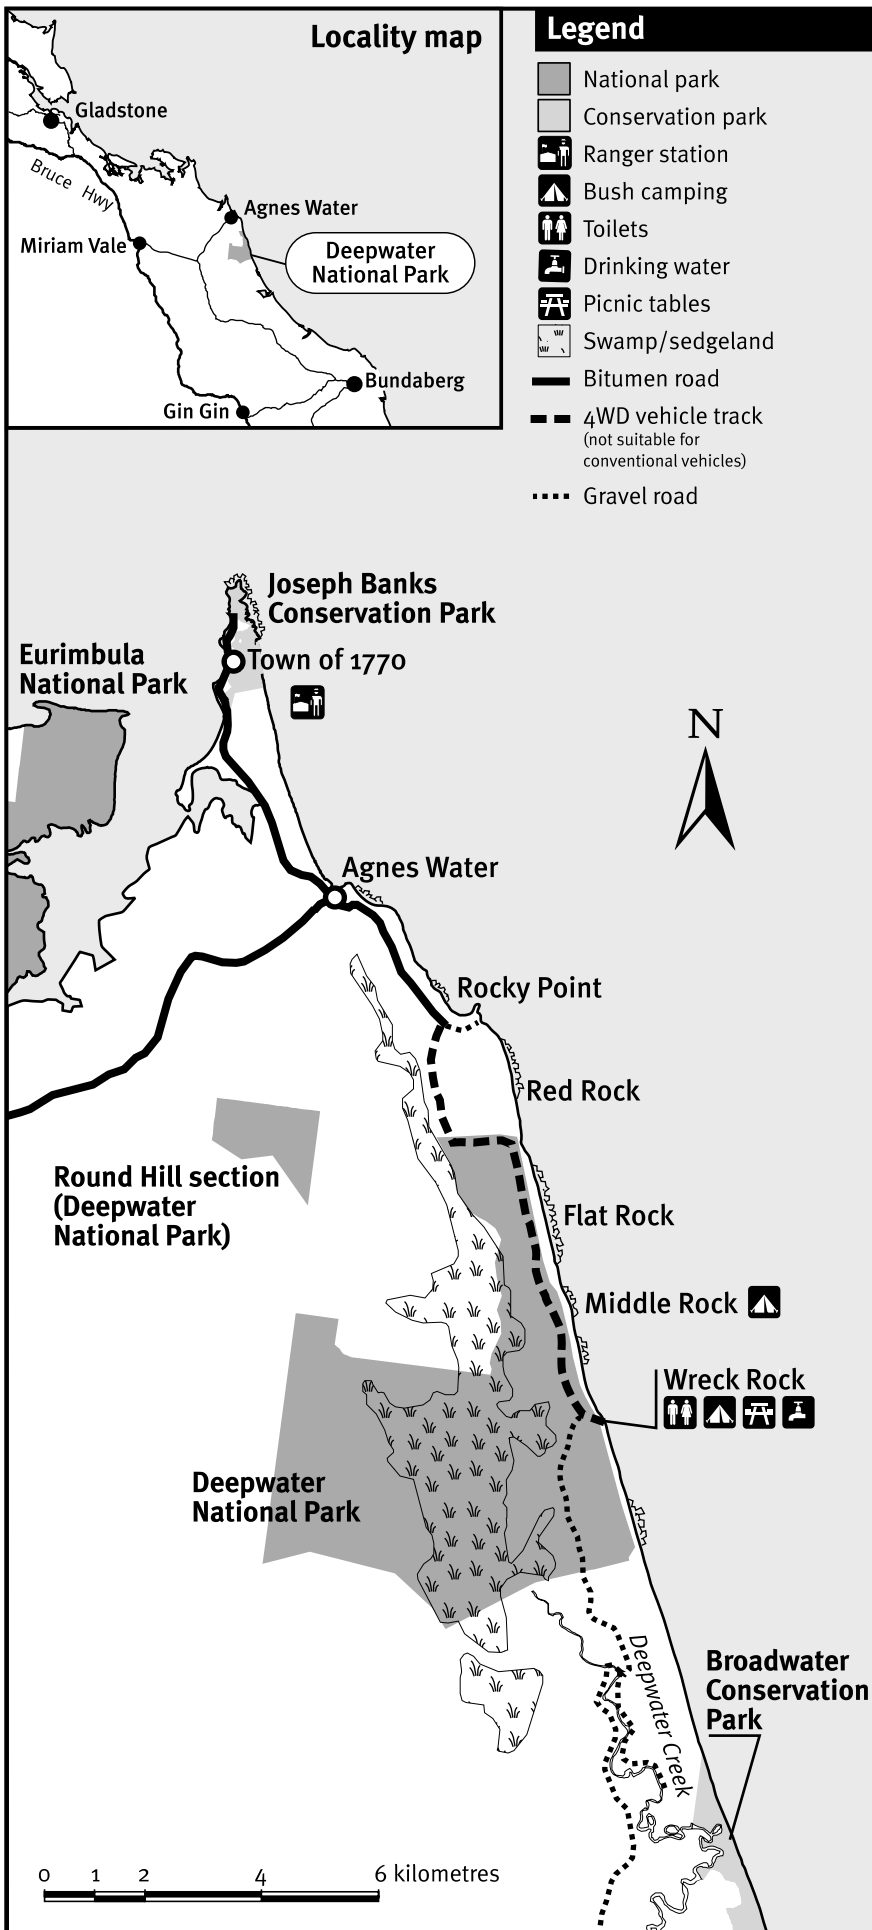 Locality map
Gladstone
Bruce Hwy
Agnes Water
Miriam Vale
Deepwater
National Park
Bundaberg
Gin Gin
Legend
National park
Conservation park
Ranger station
Bush camping
Toilets
Drinking water
Picnic tables
Swamp/sedgeland
Bitumen road
4WD vehicle track
(not suitable for
conventional vehicles)
Gravel road
Joseph Banks
Conservation Park
Eurimbula
National Park
Town of 1770
N
Agnes Water
Rocky Point
Red Rock
Round Hill section
(Deepwater
National Park)
Flat Rock
Middle Rock
Wreck Rock
Deepwater
National Park
Deepwater Creek
Broadwater
Conservation
Park
0 1 2 4 6 kilometres